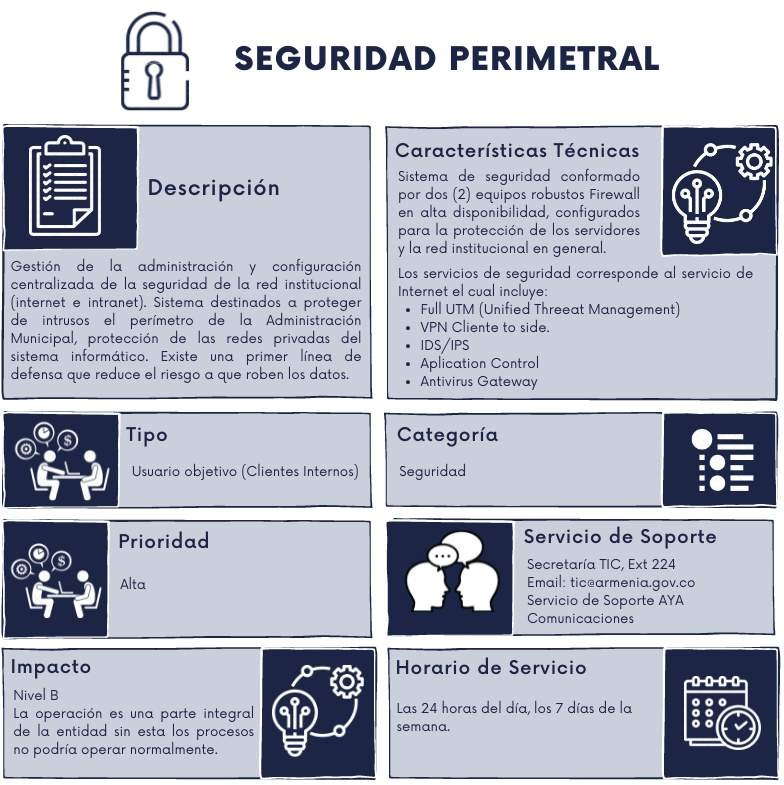 SEGURIDAD PERIMETRAL
Descripción
Gestión de la administración y configuración
centralizada de la seguridad de la red institucional
(internet e intranet). Sistema destinados a proteger
de intrusos el perímetro de la Administración
Municipal, protección de las redes privadas del
sistema informático. Existe una primer línea de
defensa que reduce el riesgo a que roben los datos.
Características Técnicas
Sistema de seguridad conformado
por dos (2) equipos robustos Firewall
en alta disponibilidad, configurados
para la protección de los servidores
y la red institucional en general.
Los servicios de seguridad corresponde al servicio de
Internet el cual incluye:
• Full UTM (Unified Threeat Management)
• VPN Cliente to side.
• IDS/IPS
• Aplication Control
• Antivirus Gateway
Tipo
Usuario objetivo (Clientes Internos)
Categoría
Seguridad
Prioridad
Alta
Servicio de Soporte
Secretaría TIC, Ext 224
Email: tic@armenia.gov.co
Servicio de Soporte AYA
Comunicaciones
Impacto
Nivel B
La operación es una parte integral
de la entidad sin esta los procesos
no podría operar normalmente.
Horario de Servicio
Las 24 horas del día, los 7 días de la
semana.